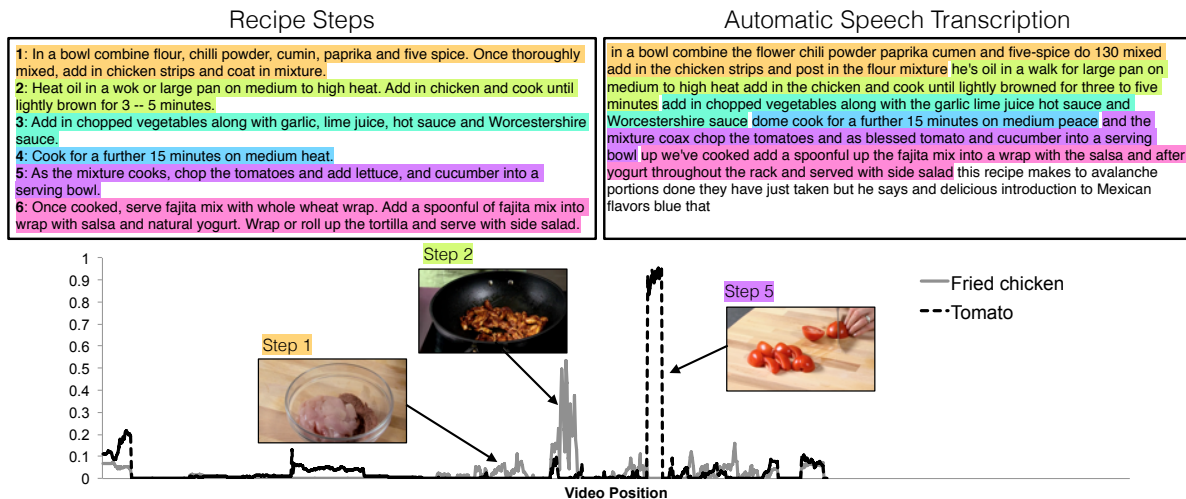 Recipe Steps
1: In a bowl combine flour, chilli powder, cumin, paprika and five spice. Once thoroughly
mixed, add in chicken strips and coat in mixture.
2: Heat oil in a wok or large pan on medium to high heat. Add in chicken and cook until
lightly brown for 3 -- 5 minutes.
3: Add in chopped vegetables along with garlic, lime juice, hot sauce and Worcestershire
sauce.
4: Cook for a further 15 minutes on medium heat.
5: As the mixture cooks, chop the tomatoes and add lettuce, and cucumber into a
serving bowl.
6: Once cooked, serve fajita mix with whole wheat wrap. Add a spoonful of fajita mix into
wrap with salsa and natural yogurt. Wrap or roll up the tortilla and serve with side salad.
Automatic Speech Transcription
in a bowl combine the flower chili powder paprika cumen and five-spice do 130 mixed
add in the chicken strips and post in the flour mixture he's oil in a walk for large pan on
medium to high heat add in the chicken and cook until lightly browned for three to five
minutes add in chopped vegetables along with the garlic lime juice hot sauce and
Worcestershire sauce dome cook for a further 15 minutes on medium peace and the
mixture coax chop the tomatoes and as blessed tomato and cucumber into a serving
bowl up we've cooked add a spoonful up the fajita mix into a wrap with the salsa and after
yogurt throughout the rack and served with side salad this recipe makes to avalanche
portions done they have just taken but he says and delicious introduction to Mexican
flavors blue that
1
0.9
0.8
0.7
0.6
0.5
0.4
0.3
0.2
0.1
0
Step 1
Step 2
Step 5
Fried chicken
Tomato
Video Position